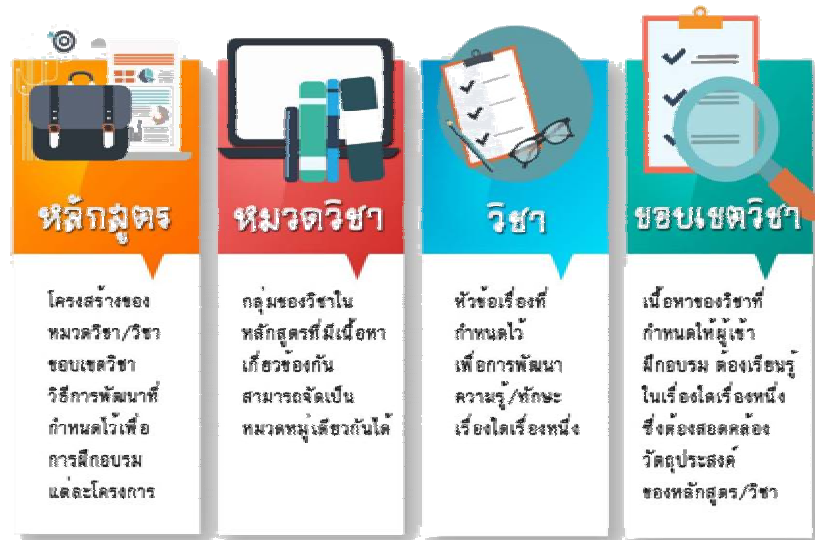 หลักสูตร
โครงสร้างของ
หมวดวิชา/วิชา
ขอบเขตวิชา
วิธีการพัฒนาที่
กำหนดไว้เพื่อ
การฝึกอบรม
แต่ละโครงการ
หมวดวิชา
กลุ่มของวิชาใน
หลักสูตรที่มีเนื้อหา
เกี่ยวข้องกัน
สามารถจัดเป็น
หมวดหมู่เดียวกันได้
วิชา
หัวข้อเรื่องที่
กำหนดไว้
เพื่อการพัฒนา
ความรู้/ทักษะ
เรื่องใดเรื่องหนึ่ง
ขอบเขตวิชา
เนื้อหาของวิชาที่
กำหนดให้ผู้เข้า
ฝึกอบรม ต้องเรียนรู้
ในเรื่องใดเรื่องหนึ่ง
ซึ่งต้องสอดคล้อง
วัตถุประสงค์
ของหลักสูตร/วิชา